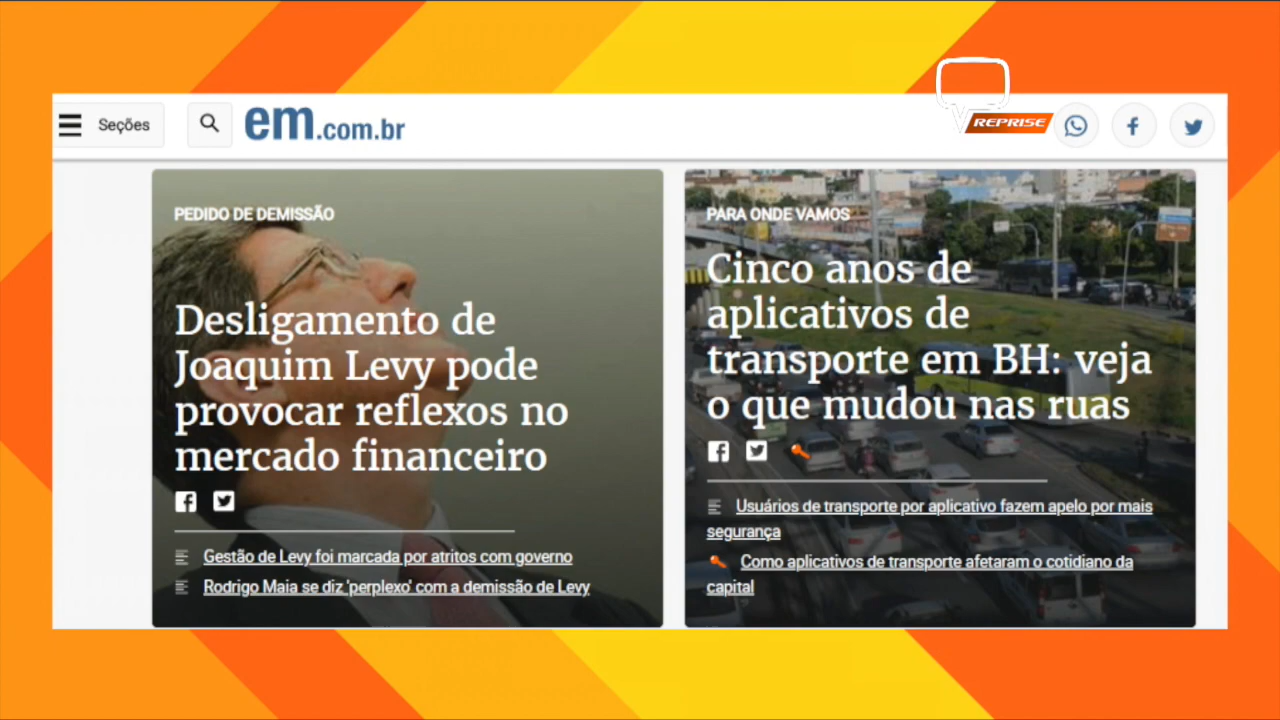 Seções
em.com.br
REPRISE
PEDIDO DE DEMISSÃO
Desligamento de
Joaquim Levy pode
provocar reflexos no
mercado financeiro
Gestão de Levy foi marcada por atritos com governo
Rodrigo Maia se diz 'perplexo' com a demissão de Levy
PARA ONDE VAMOS
Cinco anos de
aplicativos de
transporte em BH: veja
o que mudou nas ruas
Usuários de transporte por aplicativo fazem apelo por mais
segurança
Como aplicativos de transporte afetaram o cotidiano da
capital